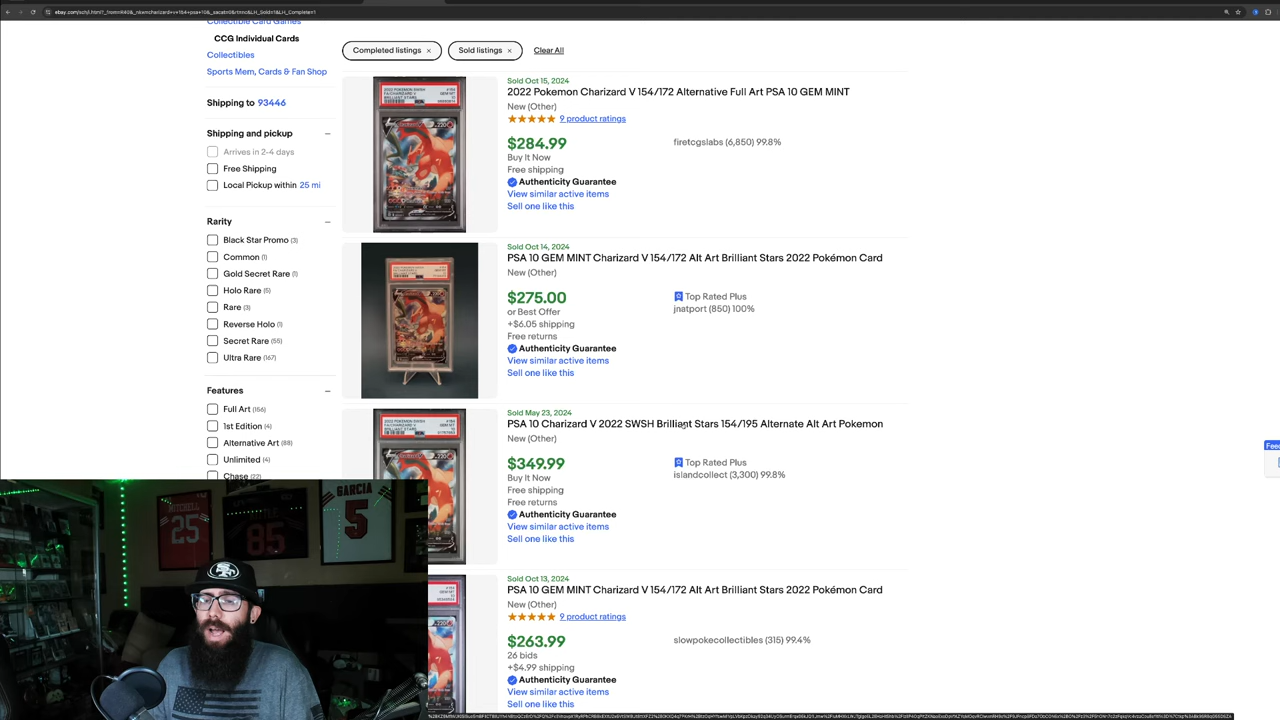 Collectible Card Games
CCG Individual Cards
Collectibles
Sports Mem, Cards & Fan Shop
Shipping to 93446
Shipping and pickup
Arrives in 2-4 days
Free Shipping
Local Pickup within 25 mi
Rarity
Black Star Promo (3)
Common (1)
Gold Secret Rare (1)
Holo Rare (5)
Rare (3)
Reverse Holo (1)
Secret Rare (55)
Ultra Rare (167)
Features
Full Art (156)
1st Edition (4)
Alternative Art (88)
Unlimited (4)
Chase (22)
Completed listings ×
Sold listings ×
Clear All
Sold Oct 15, 2024
2022 Pokemon Charizard V 154/172 Alternative Full Art PSA 10 GEM MINT
New (Other)
9 product ratings
$284.99
Buy It Now
Free shipping
Authenticity Guarantee
View similar active items
Sell one like this
firetcgslabs (6,850) 99.8%
Sold Oct 14, 2024
PSA 10 GEM MINT Charizard V 154/172 Alt Art Brilliant Stars 2022 Pokémon Card
New (Other)
$275.00
or Best Offer
+$6.05 shipping
Free returns
Authenticity Guarantee
View similar active items
Sell one like this
Top Rated Plus
jnatport (850) 100%
Sold May 23, 2024
PSA 10 Charizard V 2022 SWSH Brilliant Stars 154/195 Alternate Alt Art Pokemon
New (Other)
$349.99
Buy It Now
Free shipping
Free returns
Authenticity Guarantee
View similar active items
Sell one like this
Top Rated Plus
islandcollect (3,300) 99.8%
Sold Oct 13, 2024
PSA 10 GEM MINT Charizard V 154/172 Alt Art Brilliant Stars 2022 Pokémon Card
New (Other)
9 product ratings
$263.99
26 bids
+$4.99 shipping
Authenticity Guarantee
View similar active items
Sell one like this
slowpokecollectibles (315) 99.4%
MITCHELL
25
85
GARCIA
5
SF